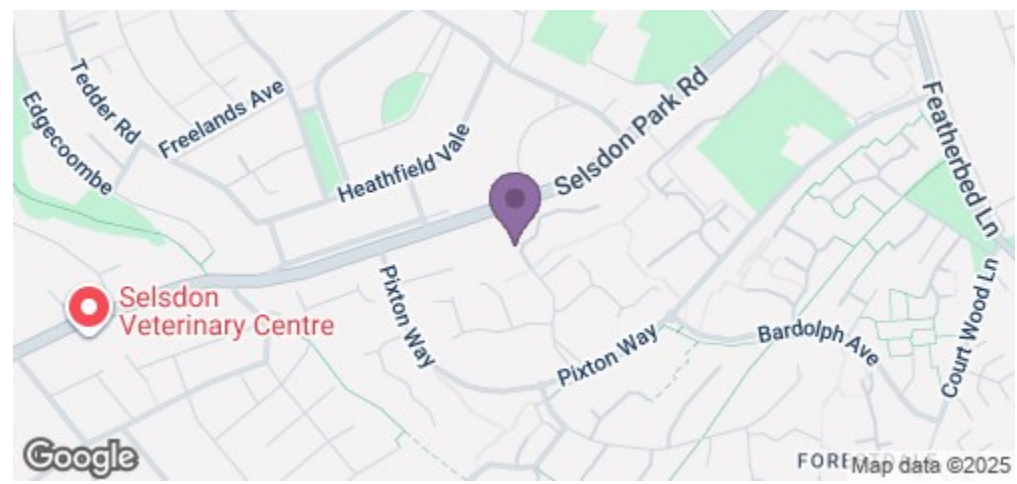 Tedder Rd
Edgecoombe
Freelands Ave
Heathfield Vale
Selsdon Park Rd
Featherbed Ln
Selsdon
Veterinary Centre
Pixton Way
Pixton Way
Bardolph Ave
Court Wood Ln
Google
Map data ©2025